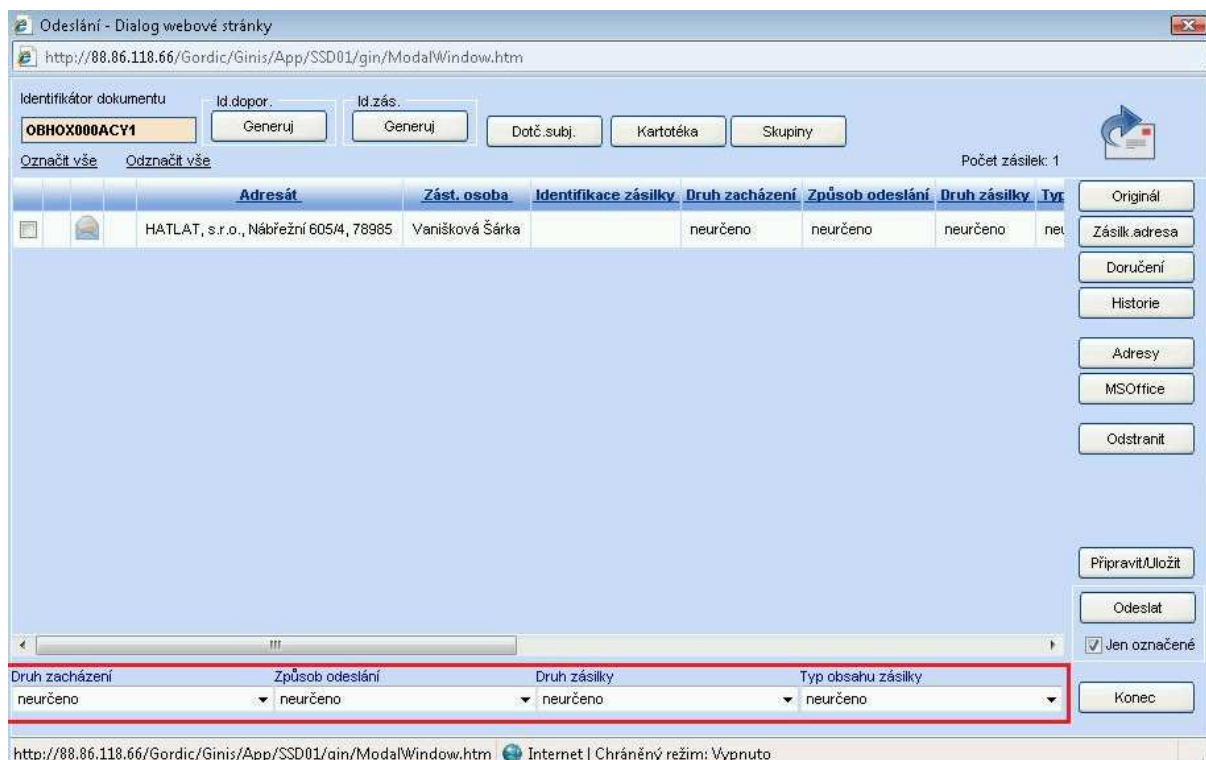 Odeslání - Dialog webové stránky
http://88.86.118.66/Gordic/Ginis/App/SSD01/gin/ModalWindow.htm
Identifikátor dokumentu Id.dopor. Id.zás.
OBHOX000ACY1 Generuj Generuj Dotč.subj. Kartotéka Skupiny
Označit vše Odznačit vše Počet zásilek: 1
Adresát Zást. osoba Identifikace zásilky Druh zacházení Způsob odeslání Druh zásilky Typ
HATLAT, s.r.o., Nábřežní 605/4, 78985 Vanišková Šárka neurčeno neurčeno neurčeno neu
Originál
Zásilk.adresa
Doručení
Historie
Adresy
MSOffice
Odstranit
Připravit/Uložit
Odeslat
Jen označené
Druh zacházení Způsob odeslání Druh zásilky Typ obsahu zásilky
neurčeno neurčeno neurčeno neurčeno
Konec
http://88.86.118.66/Gordic/Ginis/App/SSD01/gin/ModalWindow.htm Internet | Chráněný režim: Vypnuto